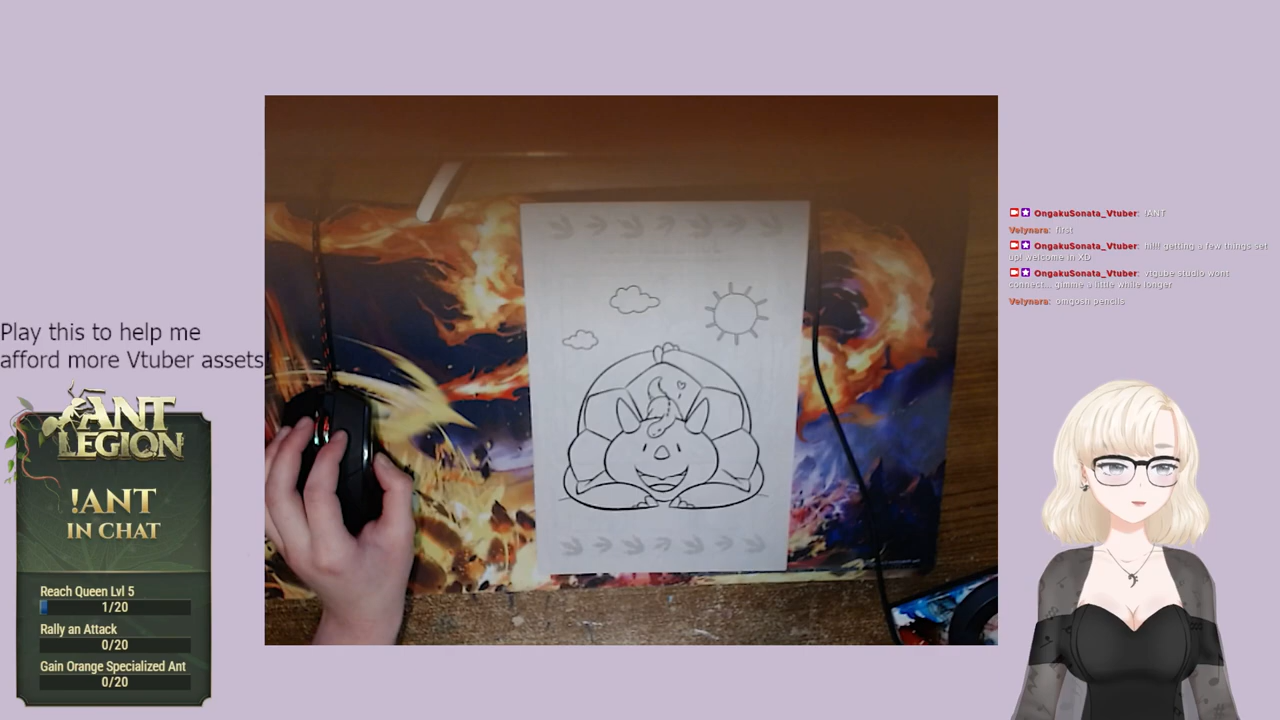 Play this to help me
afford more Vtuber assets!
ANT
LEGION
!ANT
IN CHAT
Reach Queen Lvl 5
1/20
Rally an Attack
0/20
Gain Orange Specialized Ant
0/20
OngakuSonata_Vtuber: !ANT
Velynara: first
OngakuSonata_Vtuber: hi!!! getting a few things set
up! welcome in XD
OngakuSonata_Vtuber: vtgube studio wont
connect... gimme a little while longer
Velynara: omgosh pencils